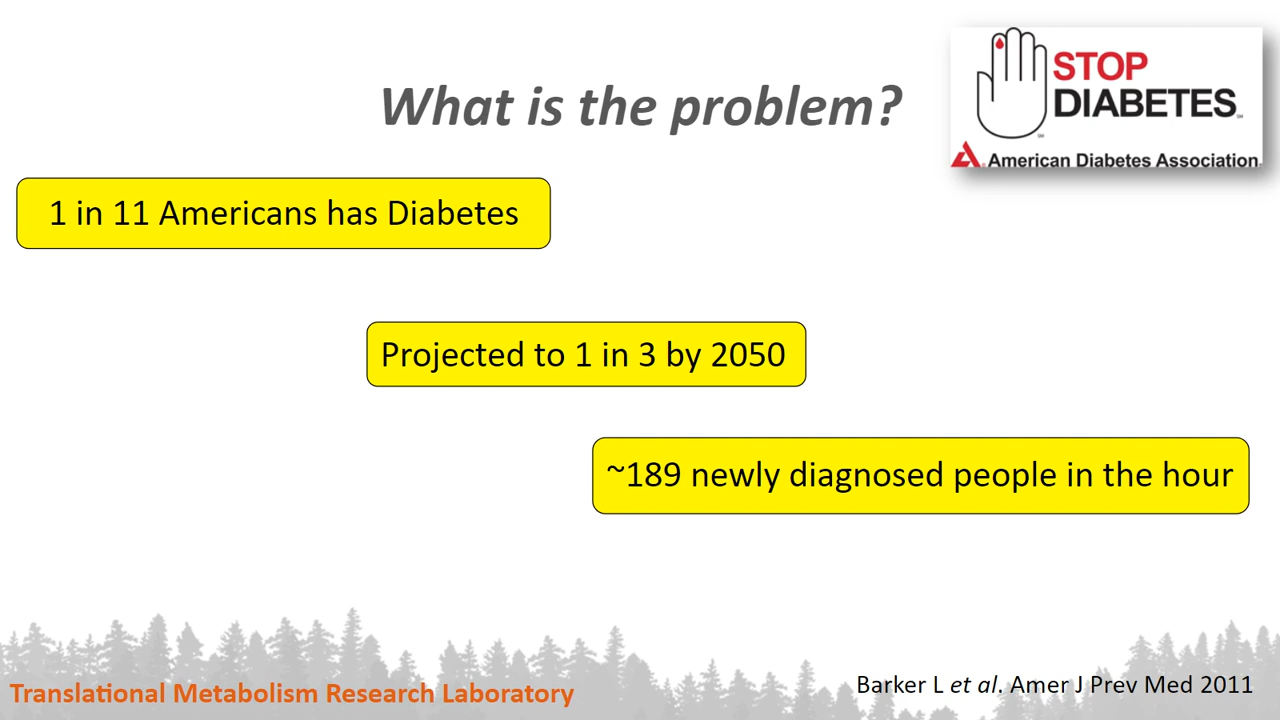 What is the problem?
STOP
DIABETES℠
American Diabetes Association.
1 in 11 Americans has Diabetes
Projected to 1 in 3 by 2050
~189 newly diagnosed people in the hour
Translational Metabolism Research Laboratory
Barker L et al. Amer J Prev Med 2011